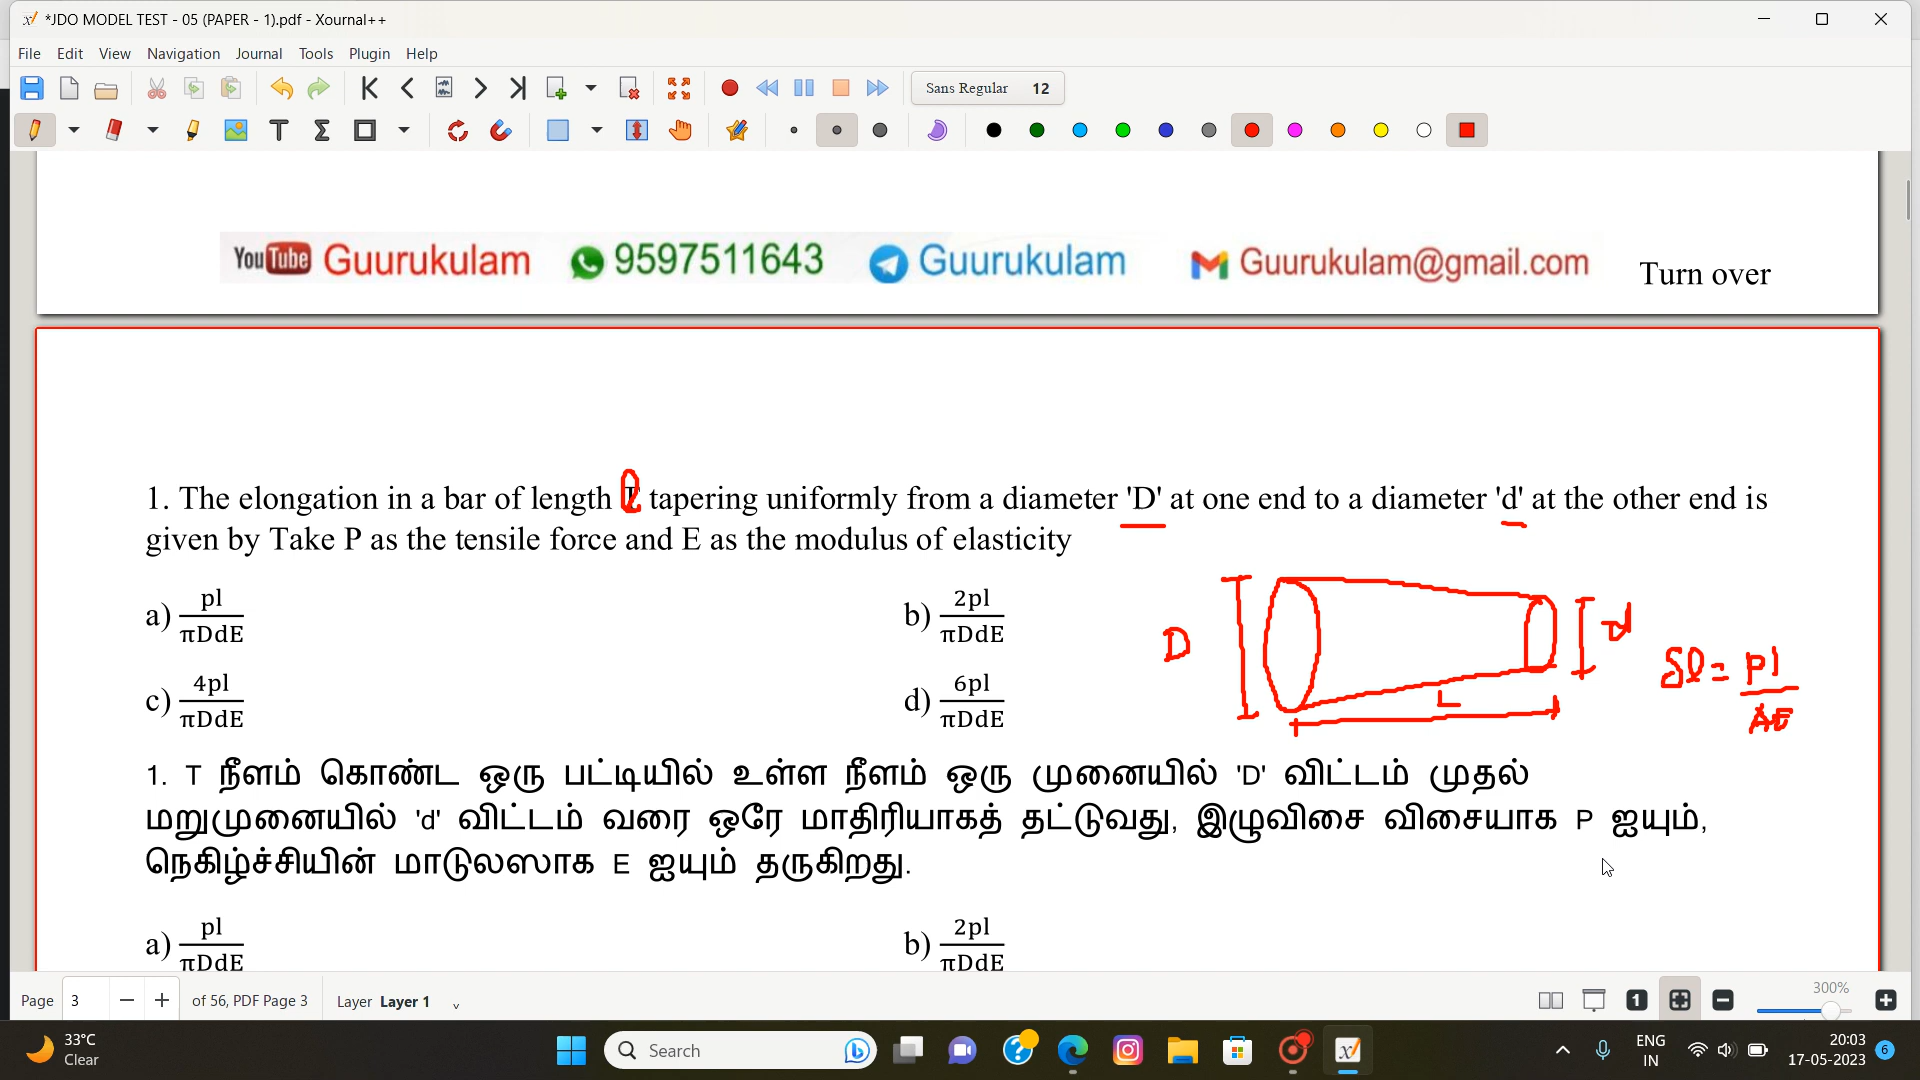 *JDO MODEL TEST - 05 (PAPER - 1).pdf - Xournal++
File Edit View Navigation Journal Tools Plugin Help
Sans Regular 12
YouTube Guurukulam 9597511643 Guurukulam Guurukulam@gmail.com Turn over
1. The elongation in a bar of length l tapering uniformly from a diameter 'D' at one end to a diameter 'd' at the other end is
given by Take P as the tensile force and E as the modulus of elasticity
a) pl/πDdE b) 2pl/πDdE
c) 4pl/πDdE d) 6pl/πDdE
D L d δl = Pl/AE
1. T நீளம் கொண்ட ஒரு பட்டியில் உள்ள நீளம் ஒரு முனையில் 'D' விட்டம் முதல்
மறுமுனையில் 'd' விட்டம் வரை ஒரே மாதிரியாகத் தட்டுவது, இழுவிசை விசையாக P ஐயும்,
நெகிழ்ச்சியின் மாடுலஸாக E ஐயும் தருகிறது.
a) pl/πDdE b) 2pl/πDdE
Page 3 of 56, PDF Page 3 Layer Layer 1 300%
33°C
Clear
Search
ENG
IN
20:03
17-05-2023 6